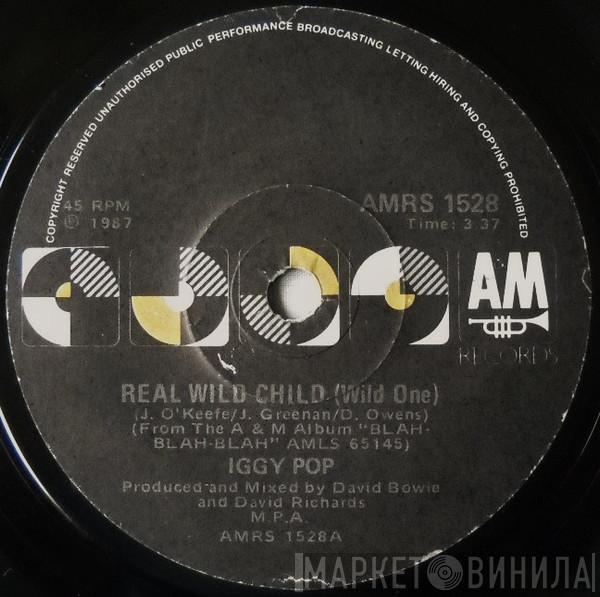 COPYRIGHT RESERVED UNAUTHORISED PUBLIC PERFORMANCE BROADCASTING LETTING HIRING AND COPYING PROHIBITED
45 RPM
℗ 1987
AMRS 1528
Time: 3.37
AM
RECORDS
REAL WILD CHILD (Wild One)
(J. O'Keefe/J. Greenan/D. Owens)
(From The A & M Album "BLAH-
BLAH-BLAH" AMLS 65145)
IGGY POP
Produced and Mixed by David Bowie
and David Richards
M.P.A.
AMRS 1528A
МАРКЕТ ВИНИЛА